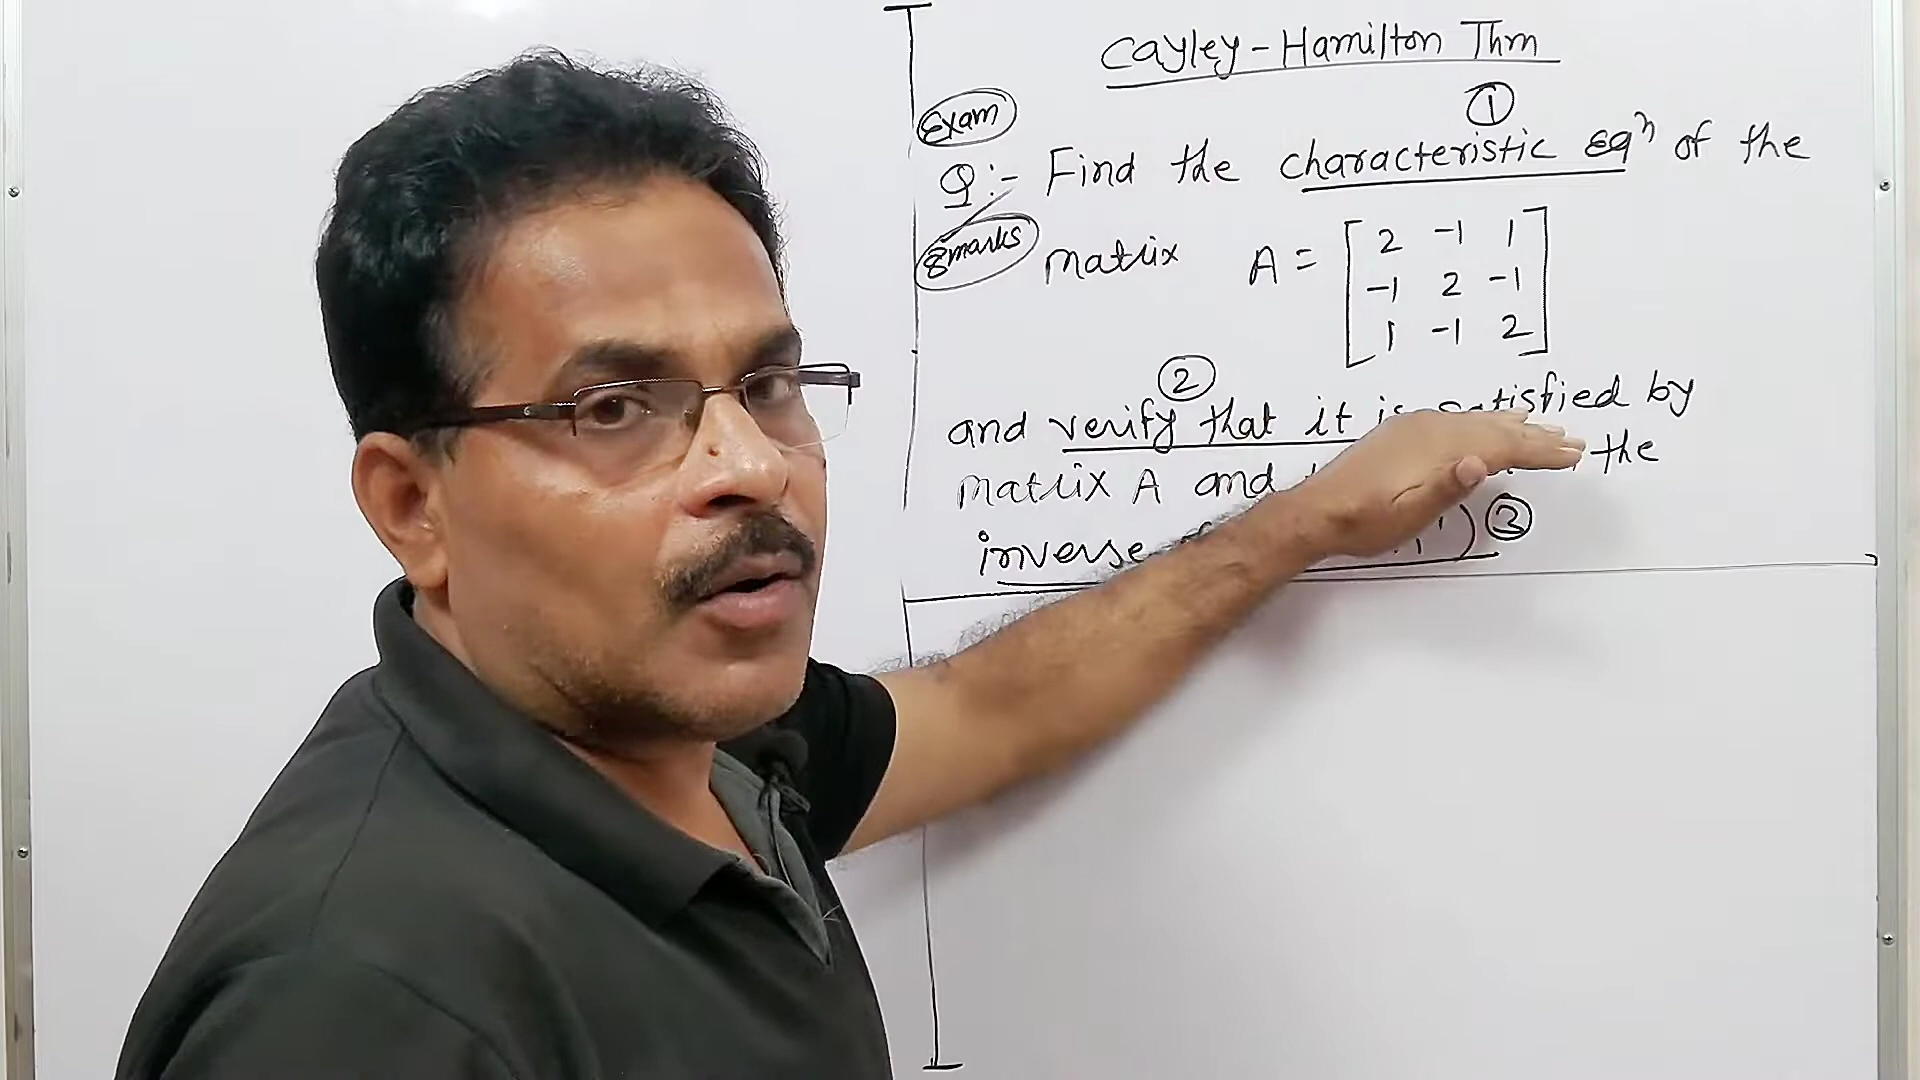 Cayley-Hamilton Thm
Exam
①
Q:- Find the characteristic Eqⁿ of the
8marks
matrix A = [2 -1 1
-1 2 -1
1 -1 2]
②
and verify that it is satisfied by
matrix A and the
inverse ) ③